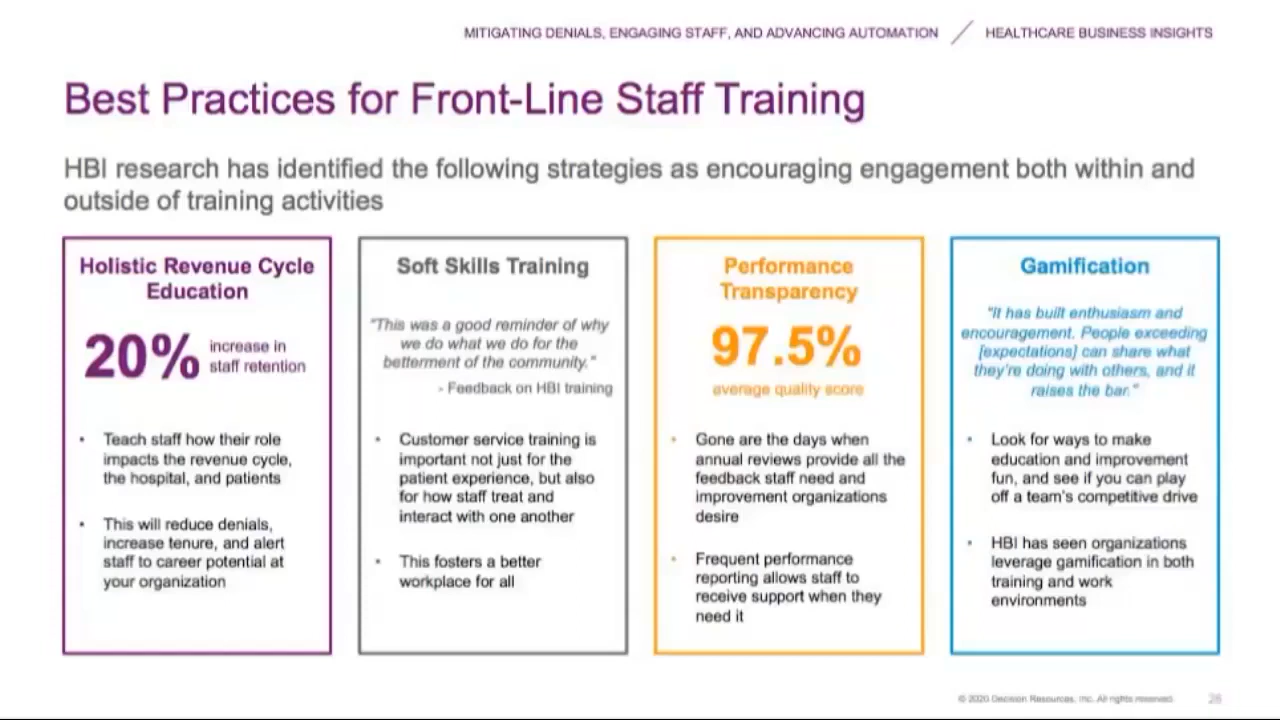 MITIGATING DENIALS, ENGAGING STAFF, AND ADVANCING AUTOMATION / HEALTHCARE BUSINESS INSIGHTS
Best Practices for Front-Line Staff Training
HBI research has identified the following strategies as encouraging engagement both within and
outside of training activities
Holistic Revenue Cycle
Education
20% increase in
staff retention
• Teach staff how their role
impacts the revenue cycle,
the hospital, and patients
• This will reduce denials,
increase tenure, and alert
staff to career potential at
your organization
Soft Skills Training
"This was a good reminder of why
we do what we do for the
betterment of the community."
- Feedback on HBI training
• Customer service training is
important not just for the
patient experience, but also
for how staff treat and
interact with one another
• This fosters a better
workplace for all
Performance
Transparency
97.5%
average quality score
• Gone are the days when
annual reviews provide all the
feedback staff need and
improvement organizations
desire
• Frequent performance
reporting allows staff to
receive support when they
need it
Gamification
"It has built enthusiasm and
encouragement. People exceeding
[expectations] can share what
they're doing with others, and it
raises the bar."
• Look for ways to make
education and improvement
fun, and see if you can play
off a team's competitive drive
• HBI has seen organizations
leverage gamification in both
training and work
environments
© 2020 Decision Resources, Inc. All rights reserved. 26